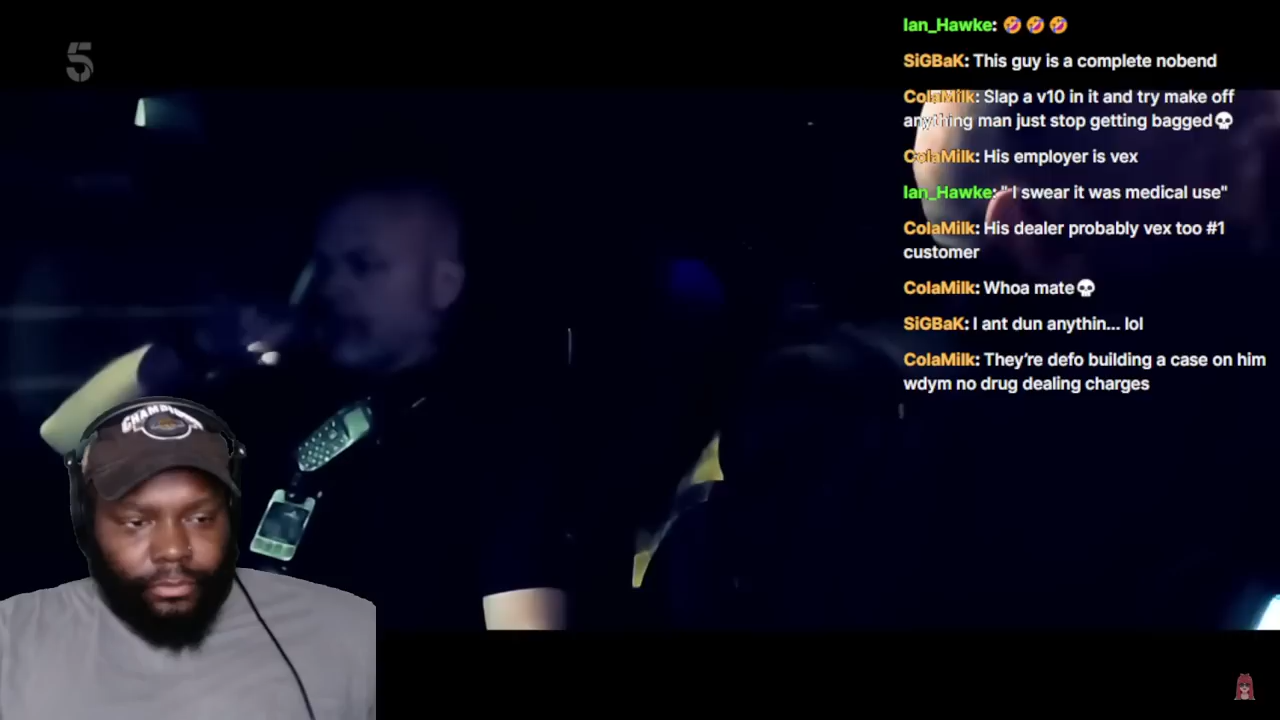 5
Ian_Hawke: 🤣 🤣 🤣
SiGBaK: This guy is a complete nobend
ColaMilk: Slap a v10 in it and try make off
anything man just stop getting bagged💀
ColaMilk: His employer is vex
Ian_Hawke: " I swear it was medical use"
ColaMilk: His dealer probably vex too #1
customer
ColaMilk: Whoa mate💀
SiGBaK: I ant dun anythin... lol
ColaMilk: They’re defo building a case on him
wdym no drug dealing charges